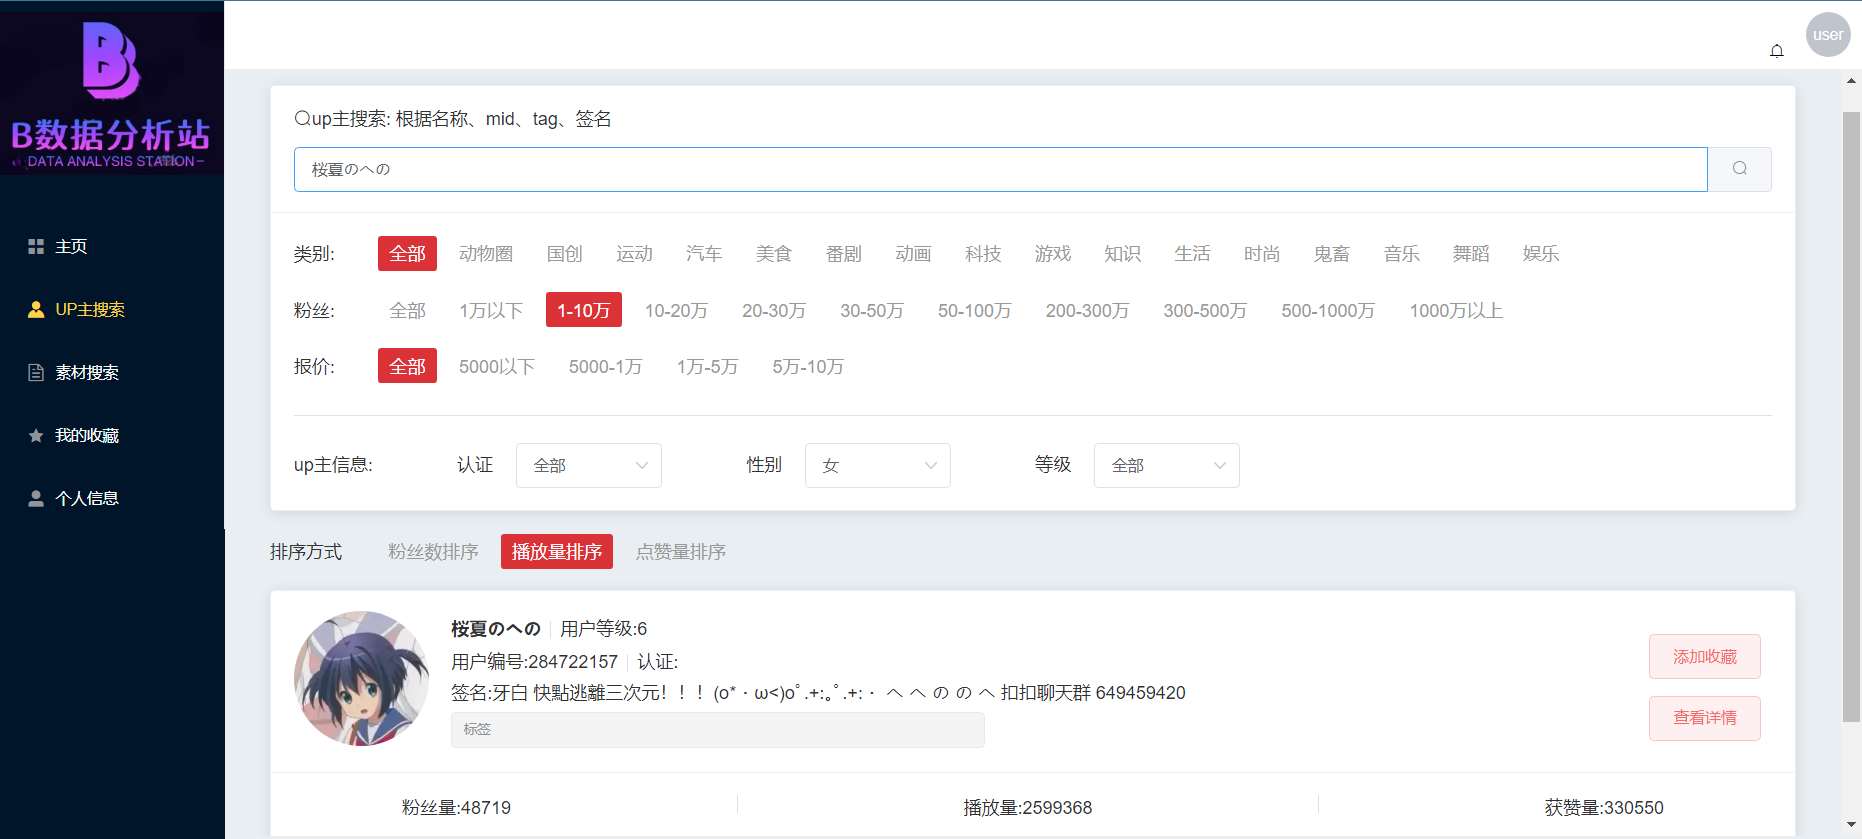 B数据分析站
-DATA ANALYSIS STATION-
user
主页
UP主搜索
素材搜索
我的收藏
个人信息
up主搜索: 根据名称、mid、tag、签名
桜夏のへの
类别: 全部 动物圈 国创 运动 汽车 美食 番剧 动画 科技 游戏 知识 生活 时尚 鬼畜 音乐 舞蹈 娱乐
粉丝: 全部 1万以下 1-10万 10-20万 20-30万 30-50万 50-100万 200-300万 300-500万 500-1000万 1000万以上
报价: 全部 5000以下 5000-1万 1万-5万 5万-10万
up主信息: 认证 全部 性别 女 等级 全部
排序方式 粉丝数排序 播放量排序 点赞量排序
桜夏のへの 用户等级:6
用户编号:284722157 认证:
签名:牙白 快點逃離三次元！！！(o*・ω<)oﾟ.+:｡ﾟ.+:・ へ へ の の へ 扣扣聊天群 649459420
标签
添加收藏
查看详情
粉丝量:48719 播放量:2599368 获赞量:330550